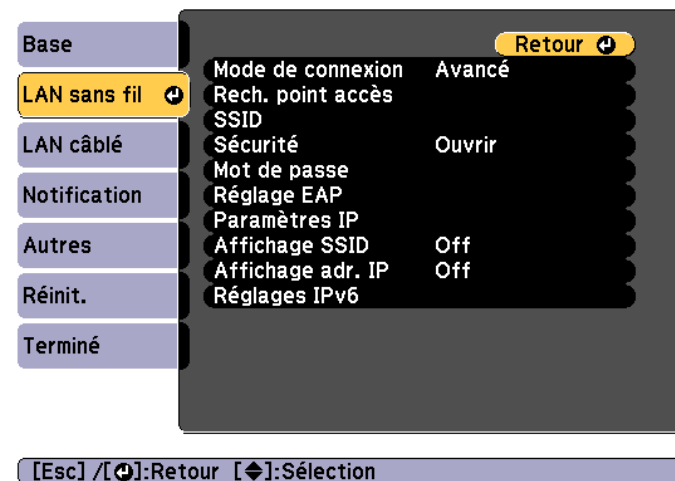 Base
LAN sans fil
LAN câblé
Notification
Autres
Réinit.
Terminé
Retour
Mode de connexion Avancé
Rech. point accès
SSID
Sécurité Ouvrir
Mot de passe
Réglage EAP
Paramètres IP
Affichage SSID Off
Affichage adr. IP Off
Réglages IPv6
[Esc] /[⏎]:Retour [◆]:Sélection